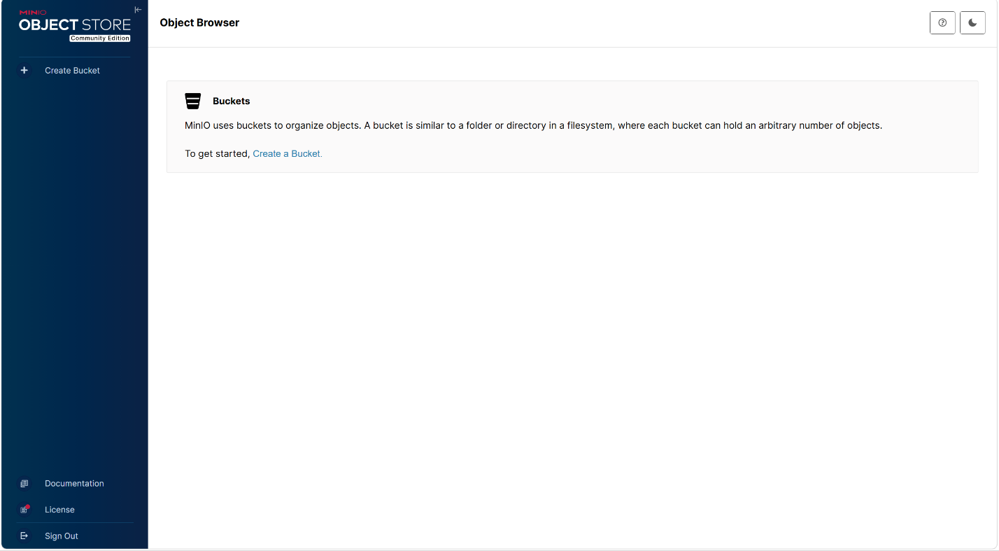 MINIO
OBJECT STORE
Community Edition
Create Bucket
Documentation
License
Sign Out
Object Browser
Buckets
MinIO uses buckets to organize objects. A bucket is similar to a folder or directory in a filesystem, where each bucket can hold an arbitrary number of objects.
To get started, Create a Bucket.